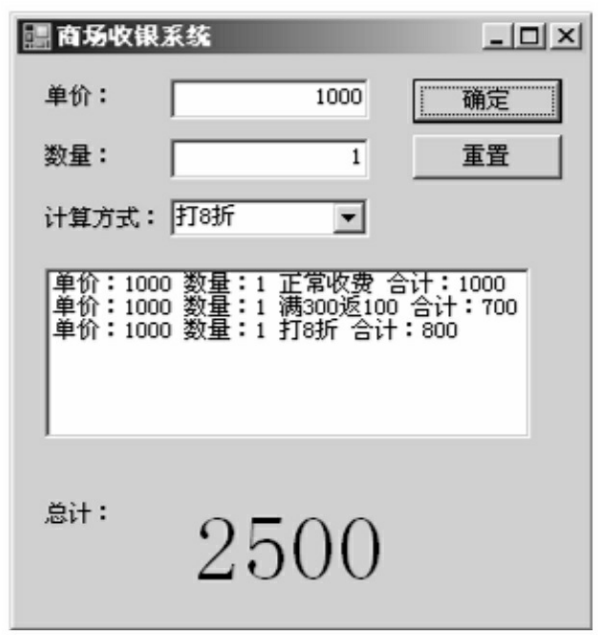 商场收银系统
单价： 1000 确定
数量： 1 重置
计算方式： 打8折
单价：1000 数量：1 正常收费 合计：1000
单价：1000 数量：1 满300返100 合计：700
单价：1000 数量：1 打8折 合计：800
总计： 2500